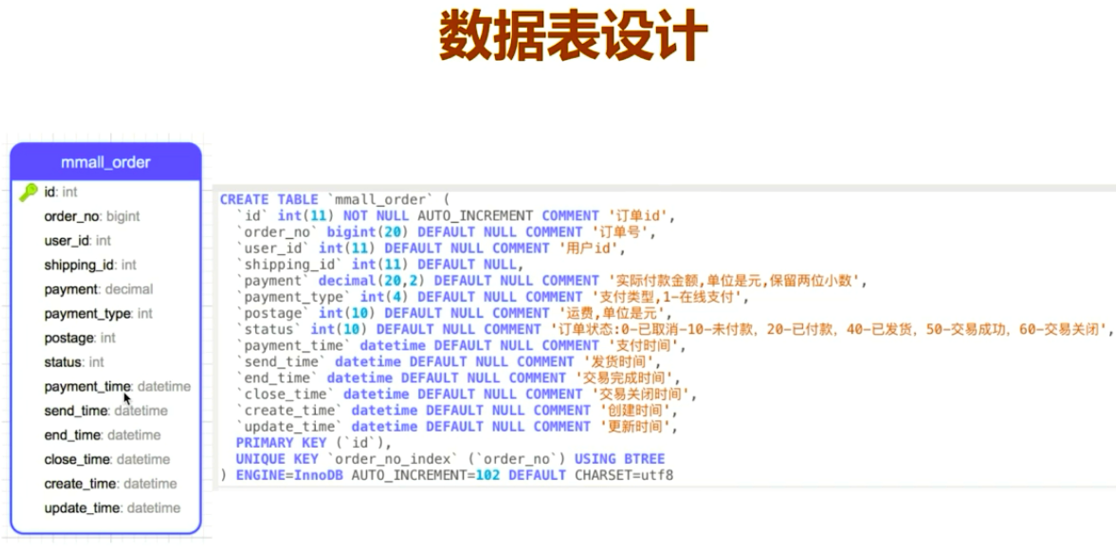 数据表设计
mmall_order
id: int
order_no: bigint
user_id: int
shipping_id: int
payment: decimal
payment_type: int
postage: int
status: int
payment_time: datetime
send_time: datetime
end_time: datetime
close_time: datetime
create_time: datetime
update_time: datetime
CREATE TABLE `mmall_order` (
`id` int(11) NOT NULL AUTO_INCREMENT COMMENT '订单id',
`order_no` bigint(20) DEFAULT NULL COMMENT '订单号',
`user_id` int(11) DEFAULT NULL COMMENT '用户id',
`shipping_id` int(11) DEFAULT NULL,
`payment` decimal(20,2) DEFAULT NULL COMMENT '实际付款金额,单位是元,保留两位小数',
`payment_type` int(4) DEFAULT NULL COMMENT '支付类型,1-在线支付',
`postage` int(10) DEFAULT NULL COMMENT '运费,单位是元',
`status` int(10) DEFAULT NULL COMMENT '订单状态:0-已取消-10-未付款, 20-已付款, 40-已发货, 50-交易成功, 60-交易关闭',
`payment_time` datetime DEFAULT NULL COMMENT '支付时间',
`send_time` datetime DEFAULT NULL COMMENT '发货时间',
`end_time` datetime DEFAULT NULL COMMENT '交易完成时间',
`close_time` datetime DEFAULT NULL COMMENT '交易关闭时间',
`create_time` datetime DEFAULT NULL COMMENT '创建时间',
`update_time` datetime DEFAULT NULL COMMENT '更新时间',
PRIMARY KEY (`id`),
UNIQUE KEY `order_no_index` (`order_no`) USING BTREE
) ENGINE=InnoDB AUTO_INCREMENT=102 DEFAULT CHARSET=utf8